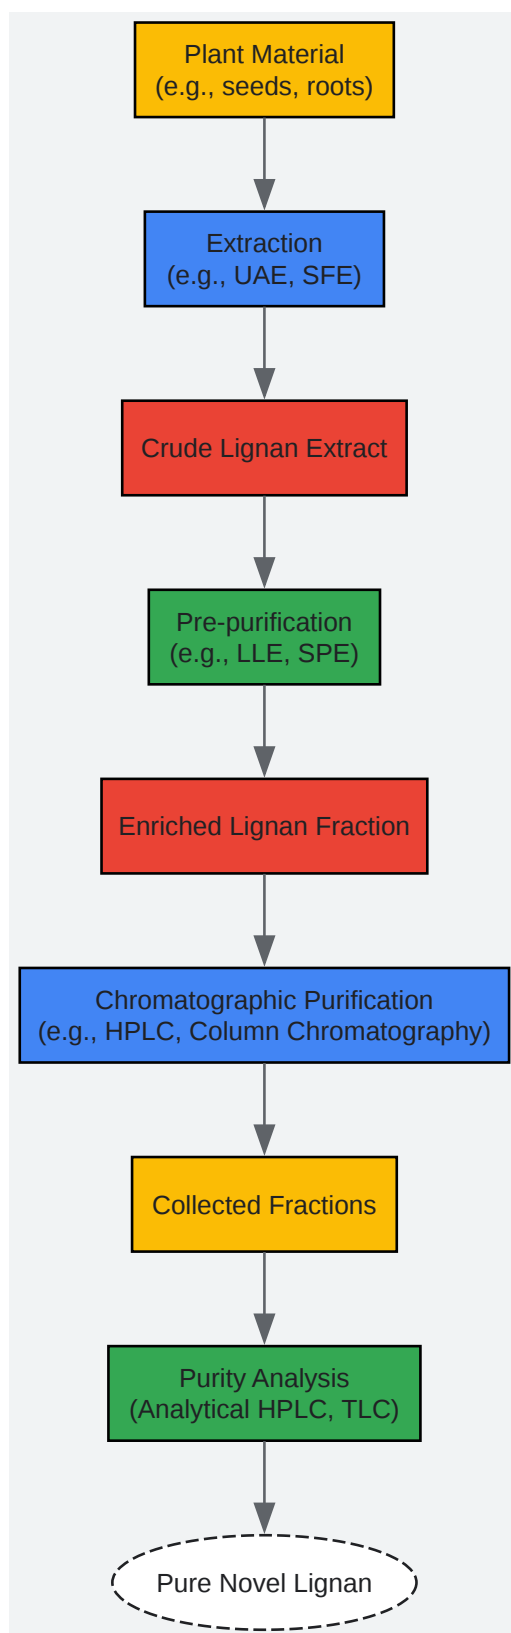 Plant Material
(e.g., seeds, roots)
Extraction
(e.g., UAE, SFE)
Crude Lignan Extract
Pre-purification
(e.g., LLE, SPE)
Enriched Lignan Fraction
Chromatographic Purification
(e.g., HPLC, Column Chromatography)
Collected Fractions
Purity Analysis
(Analytical HPLC, TLC)
Pure Novel Lignan